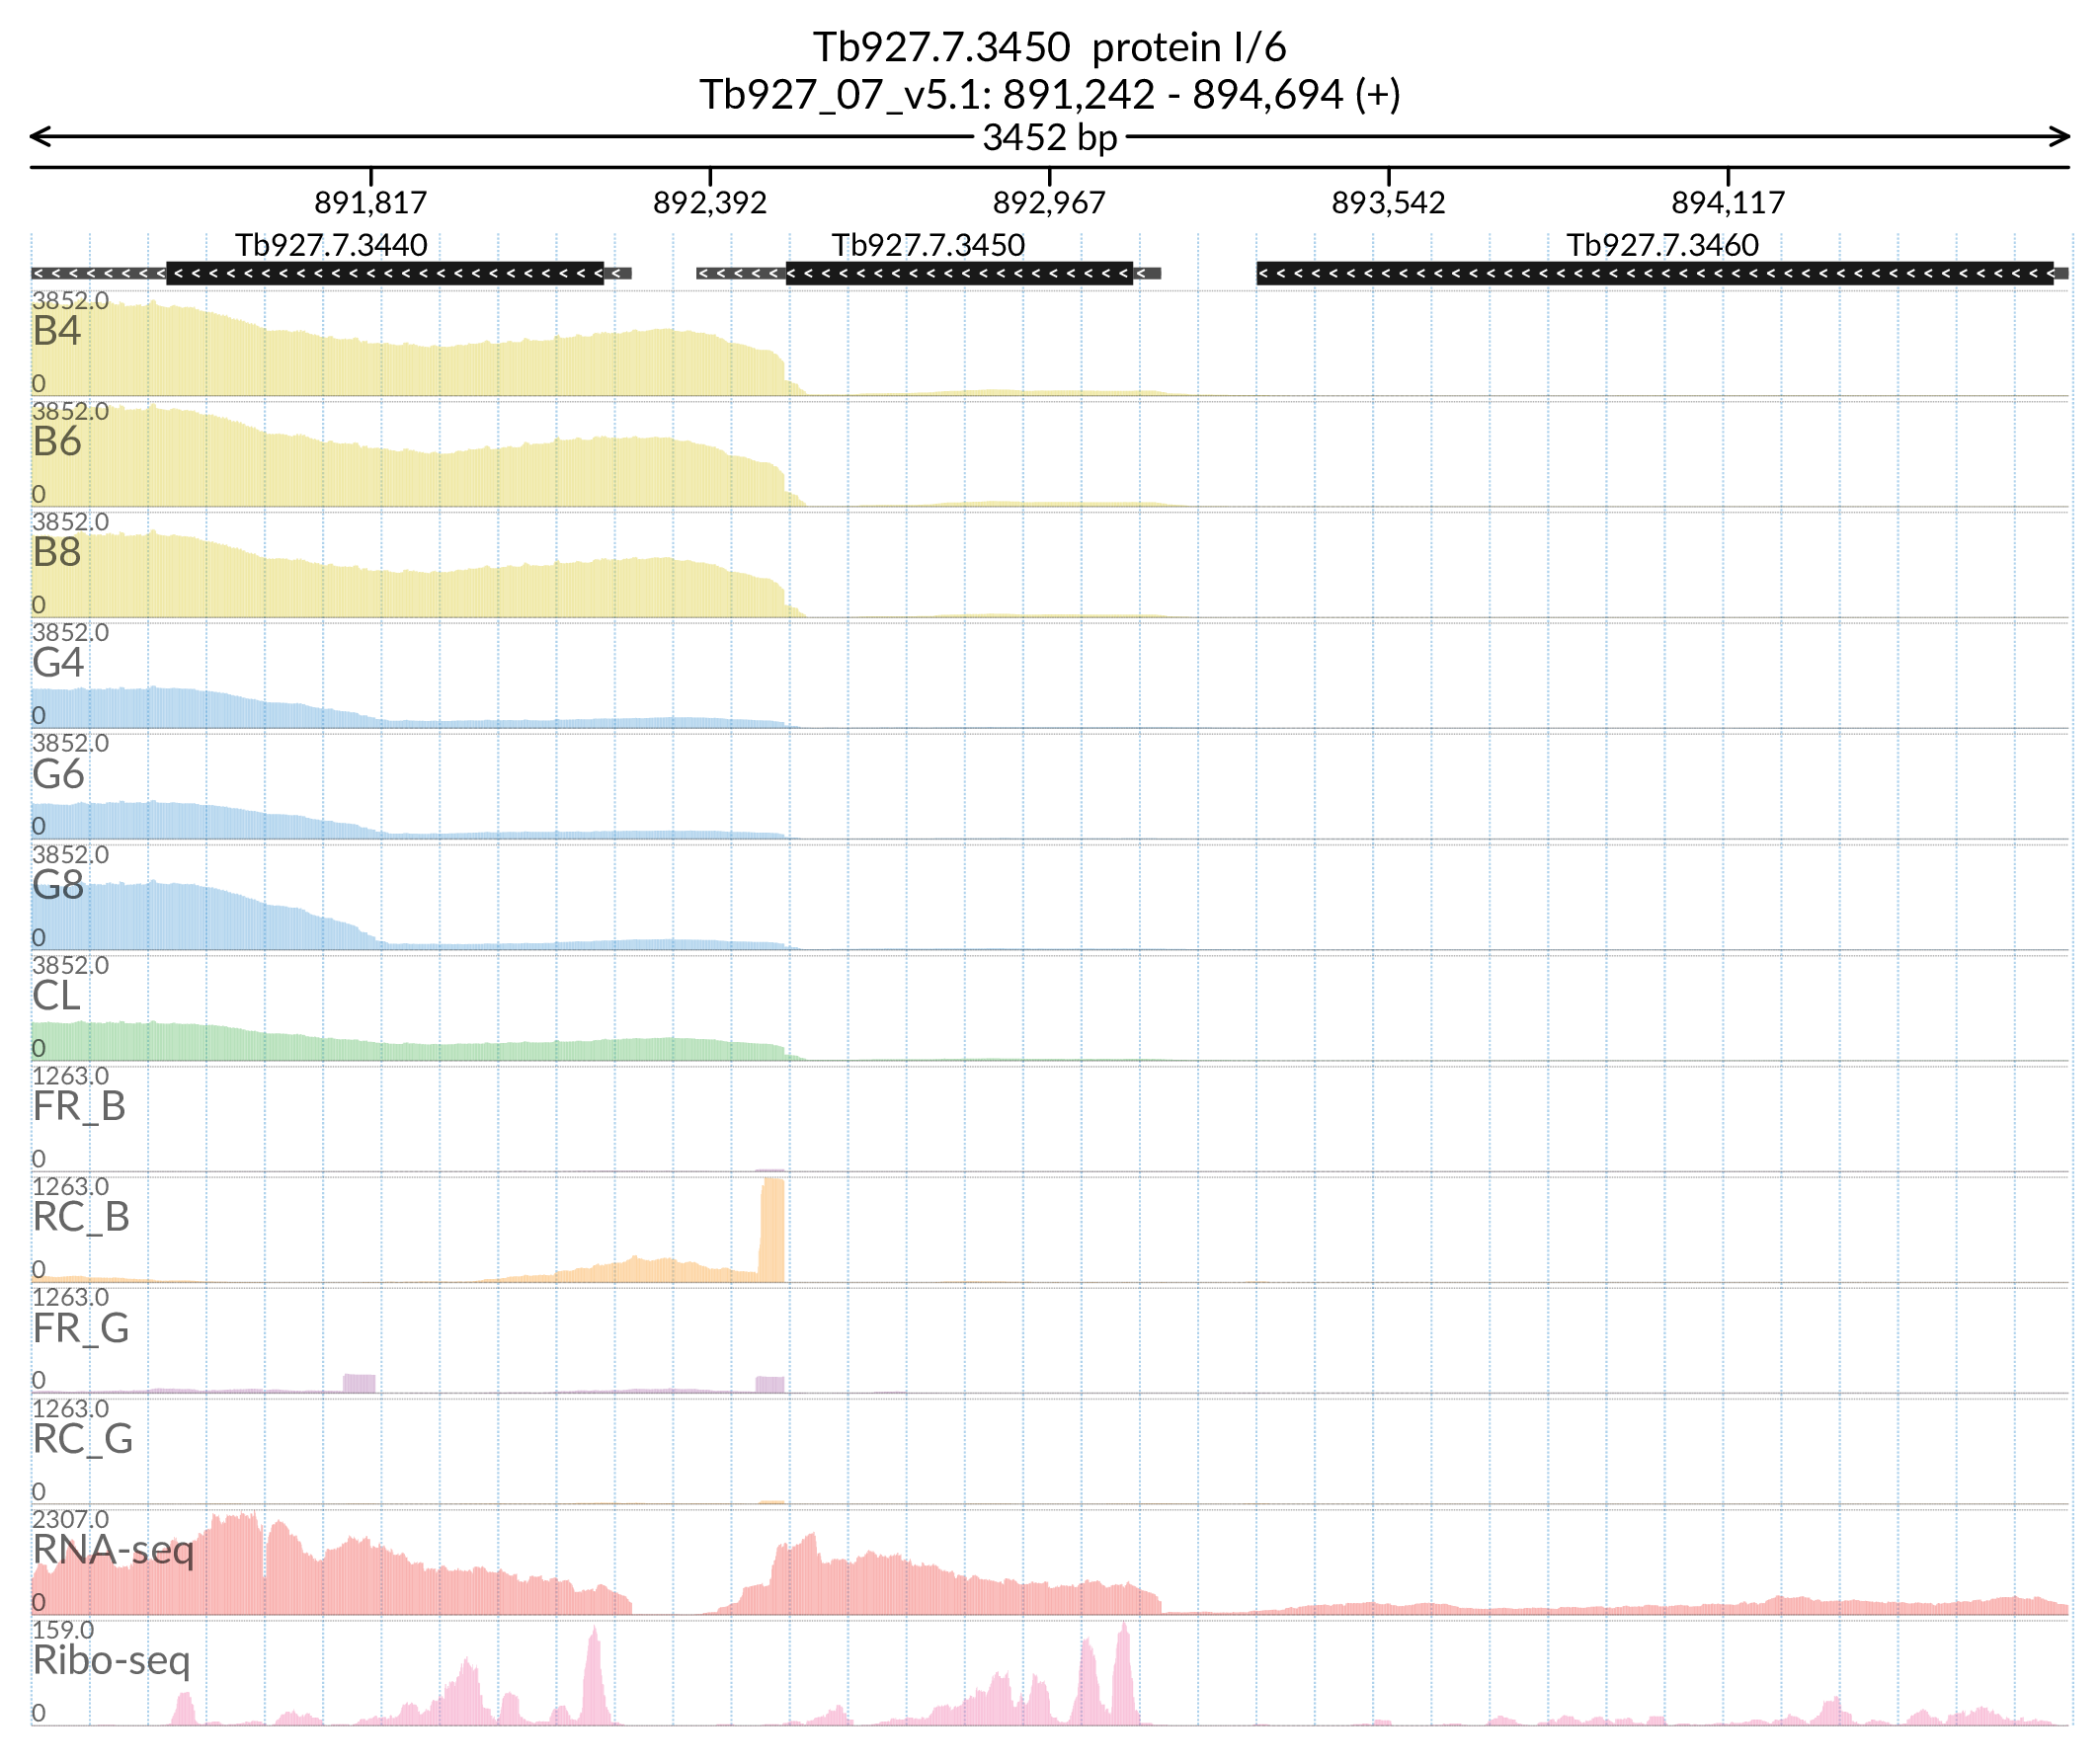 Tb927.7.3450 protein I/6
Tb927_07_v5.1: 891,242 - 894,694 (+)
3452 bp
891,817 892,392 892,967 893,542 894,117
Tb927.7.3440 Tb927.7.3450 Tb927.7.3460
3852.0
B4
0
3852.0
B6
0
3852.0
B8
0
3852.0
G4
0
3852.0
G6
0
3852.0
G8
0
3852.0
CL
0
1263.0
FR_B
0
1263.0
RC_B
0
1263.0
FR_G
0
1263.0
RC_G
0
2307.0
RNA-seq
0
159.0
Ribo-seq
0